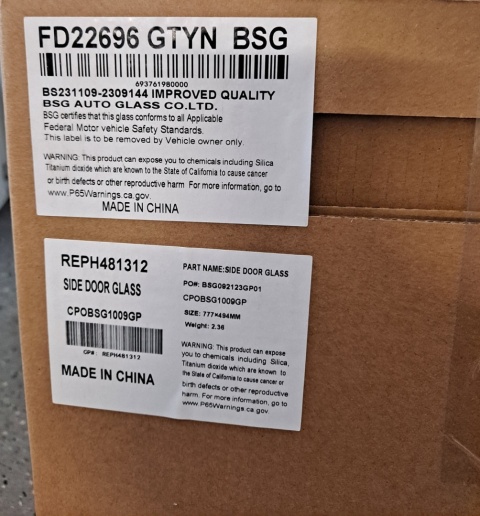 FD22696 GTYN BSG
693761980000
BS231109-2309144 IMPROVED QUALITY
BSG AUTO GLASS CO.LTD.
BSG certifies that this glass conforms to all Applicable
Federal Motor vehicle Safety Standards.
This label is to be removed by Vehicle owner only.
WARNING: This product can expose you to chemicals including Silica,
Titanium dioxide which are known to the State of California to cause cancer
or birth defects or other reproductive harm For more information, go to
www.P65Warnings.ca.gov.
MADE IN CHINA
REPH481312
SIDE DOOR GLASS
CPOBSG1009GP
GP#: REPH481312
MADE IN CHINA
PART NAME:SIDE DOOR GLASS
PO#: BSG092123GP01
CPOBSG1009GP
SIZE: 777×494MM
Weight: 2.36
WARNING: This product can expose
you to chemicals including Silica,
Titanium dioxide which are known to
the State of California to cause cancer or
birth defects or other reproductive
harm. For more information, go to
www.P65Warnings.ca.gov